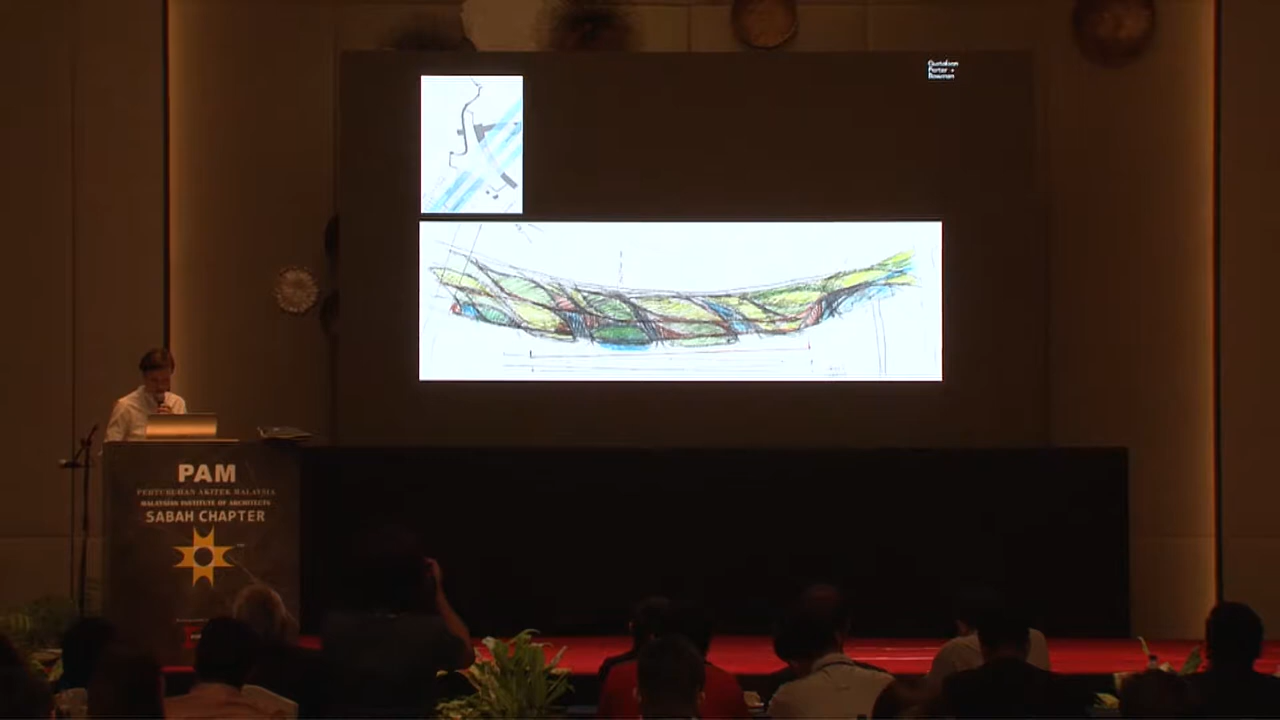 Gustafson
Porter +
Bowman
PAM
PERTUBUHAN AKITEK MALAYSIA
MALAYSIAN INSTITUTE OF ARCHITECTS
SABAH CHAPTER